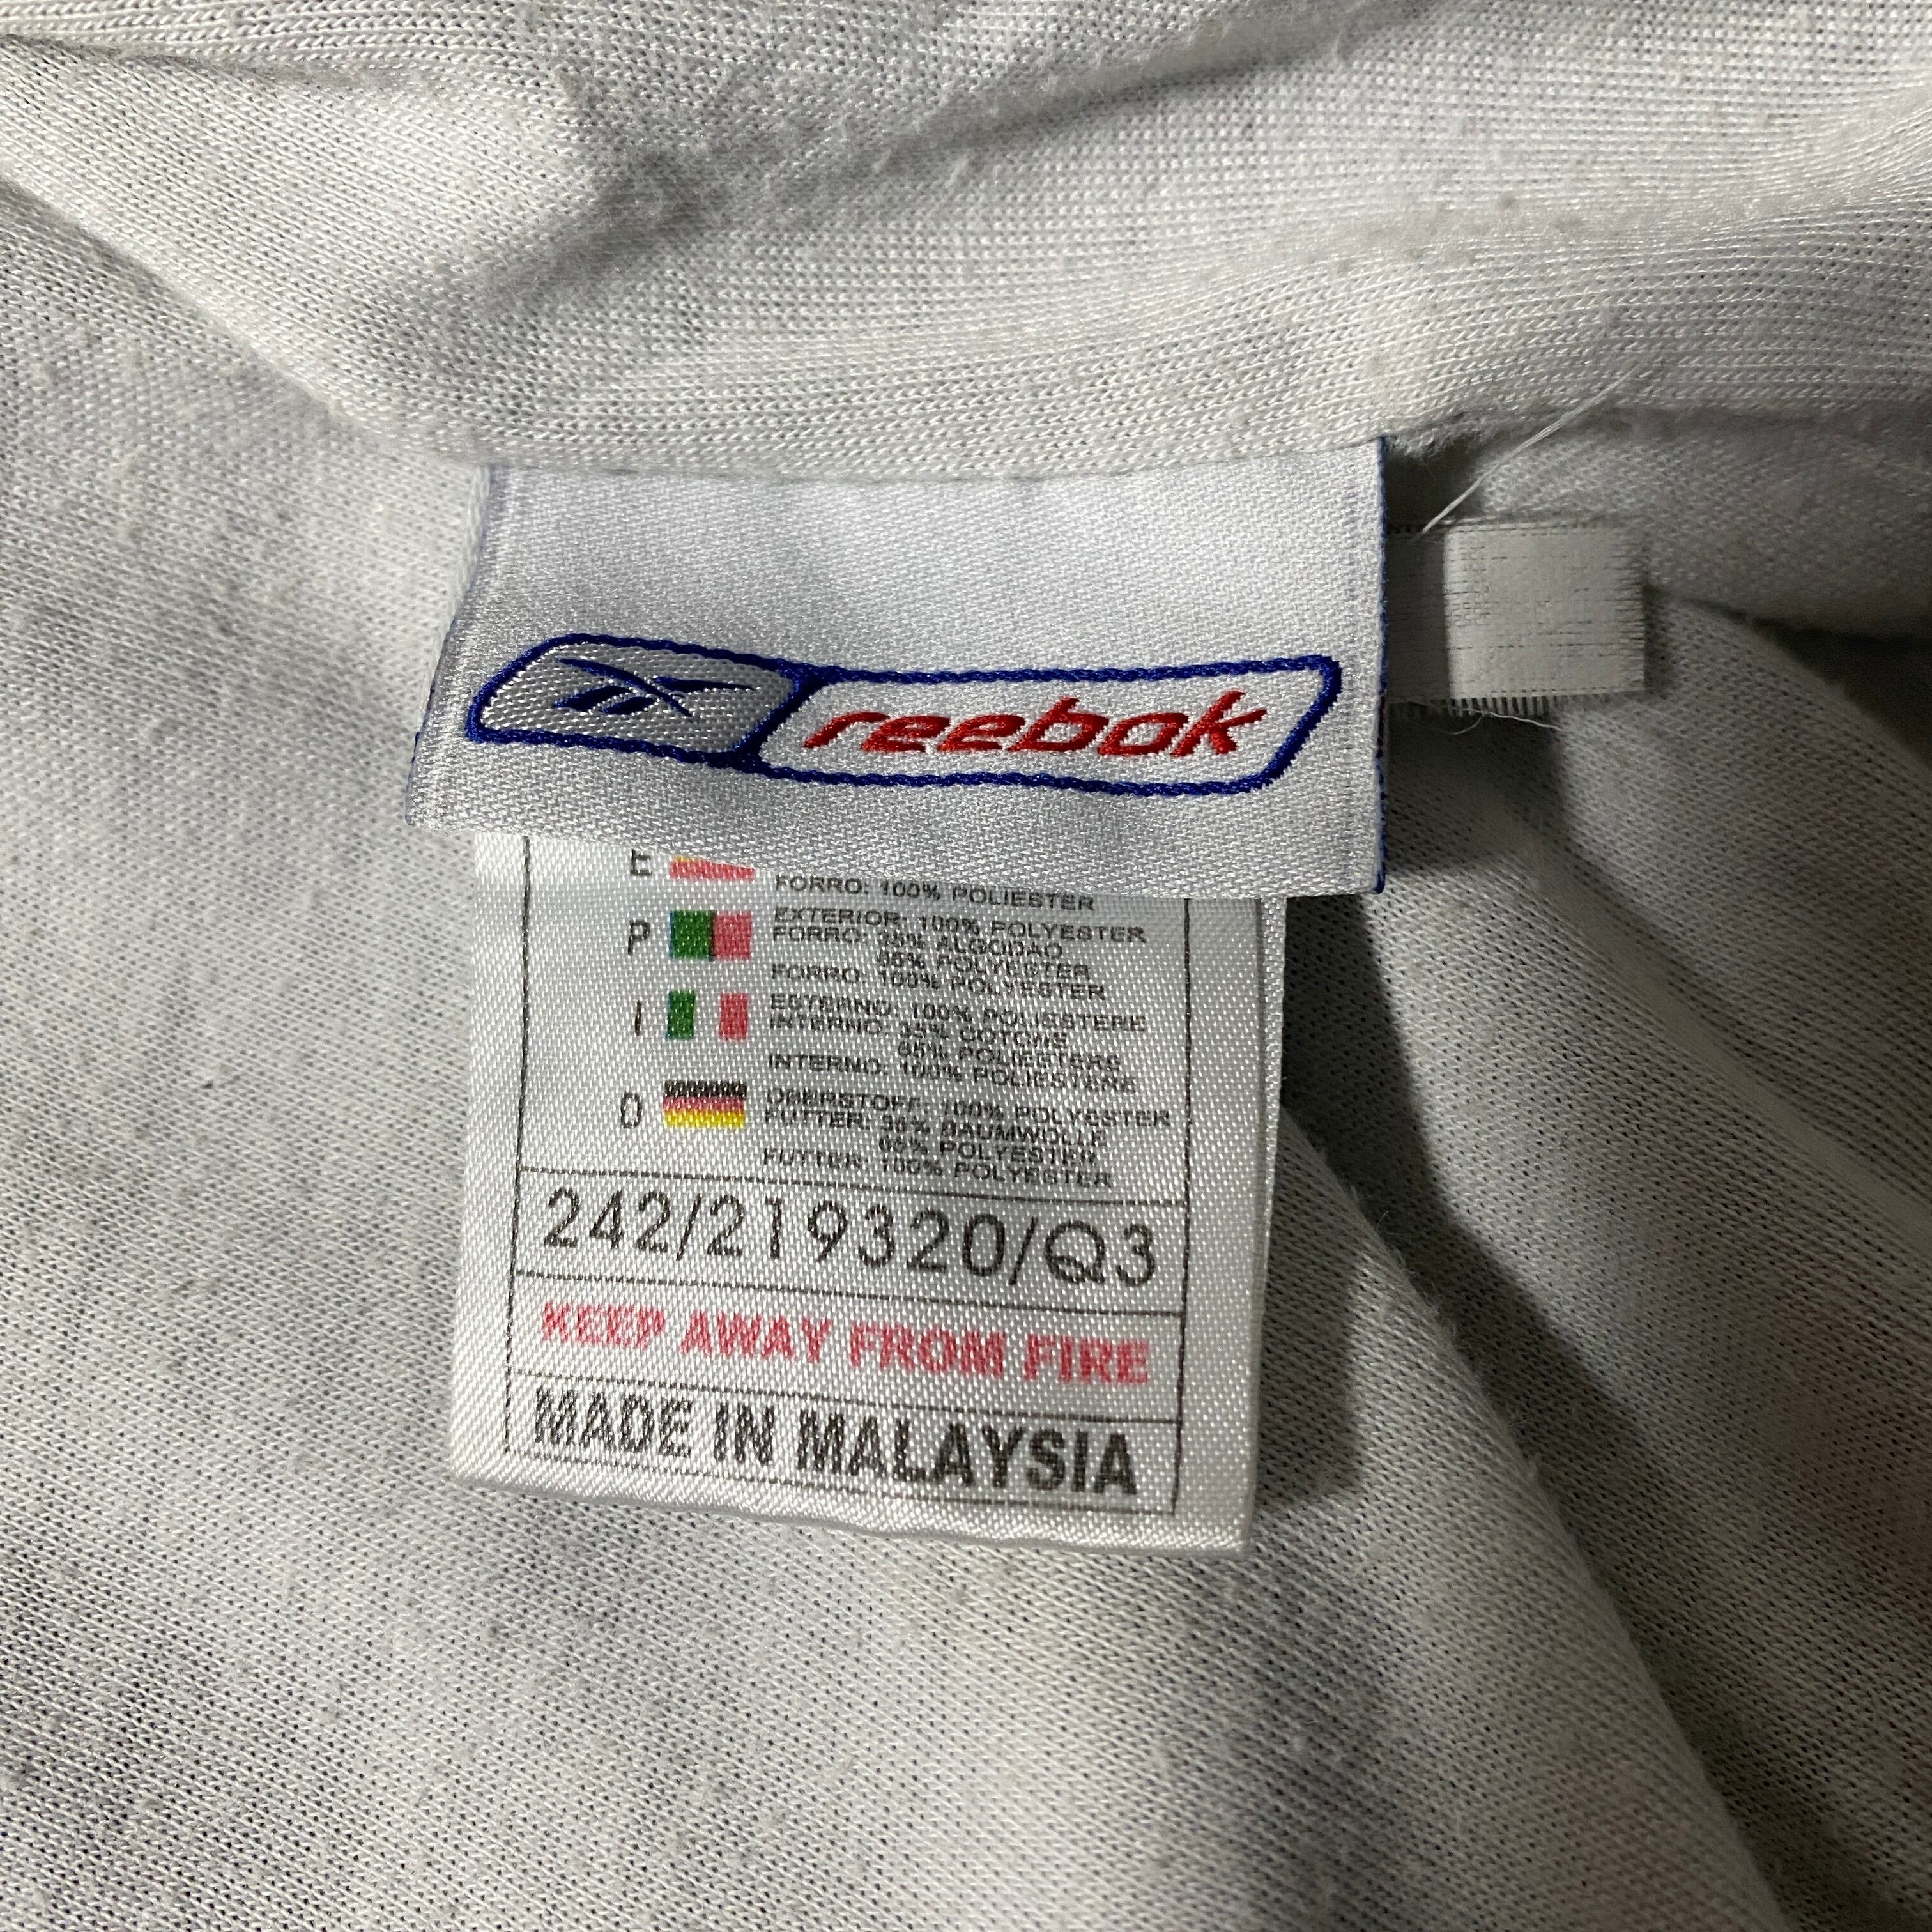 reebok
E
FORRO: 100% POLIESTER
P EXTERIOR: 100% POLYESTER
FORRO: 35% ALGODAO
65% POLYESTER
FORRO: 100% POLYESTER
I ESTERNO: 100% POLIESTERE
INTERNO: 35% COTONE
65% POLIESTERS
INTERNO: 100% POLIESTERE
D OBERSTOFF: 100% POLYESTER
FUTTER: 35% BAUMWOLLE
65% POLYESTER
FUTTER: 100% POLYESTER
242/219320/Q3
KEEP AWAY FROM FIRE
MADE IN MALAYSIA